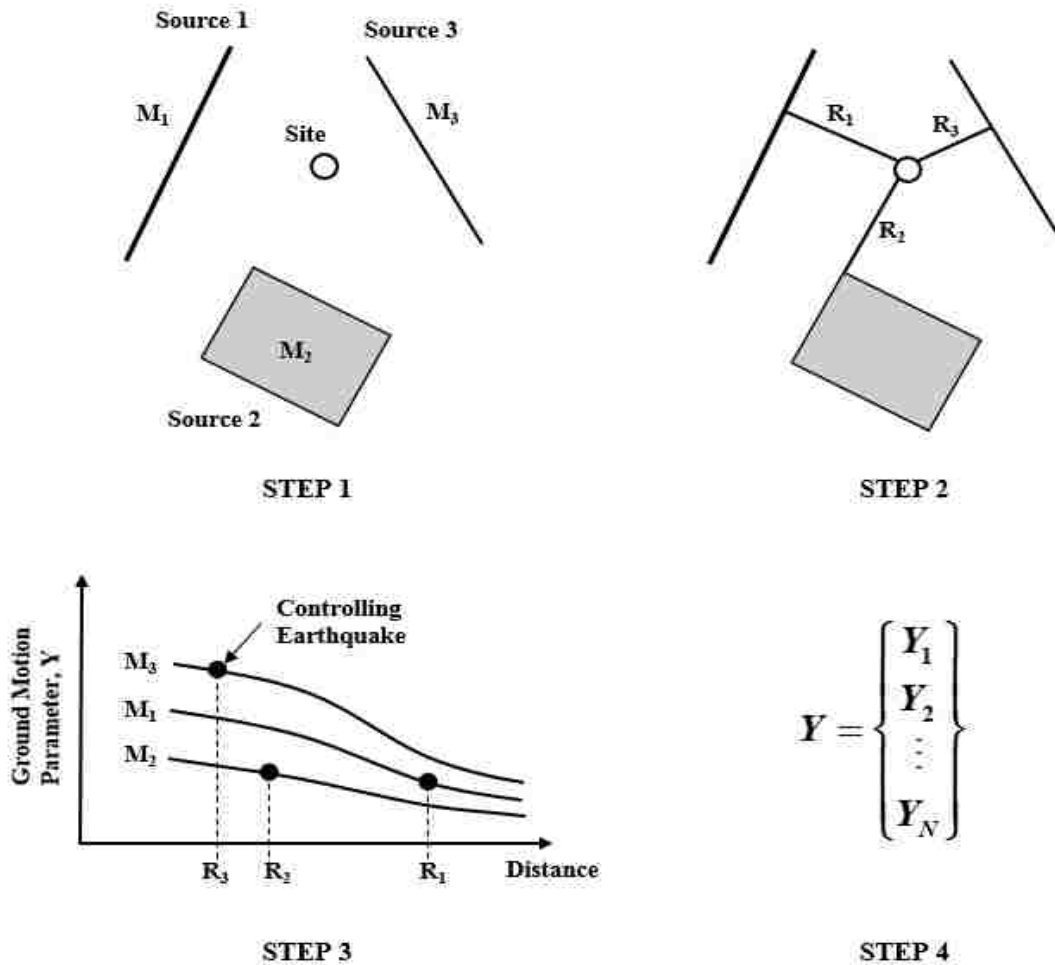 Source 1
Source 3
M₁
M₃
Site
M₂
Source 2
STEP 1
R₁
R₃
R₂
STEP 2
Ground Motion
Parameter, Y
Controlling
Earthquake
M₃
M₁
M₂
R₃
R₂
R₁
Distance
STEP 3
Y = { Y₁
Y₂
⋮
Y_N }
STEP 4